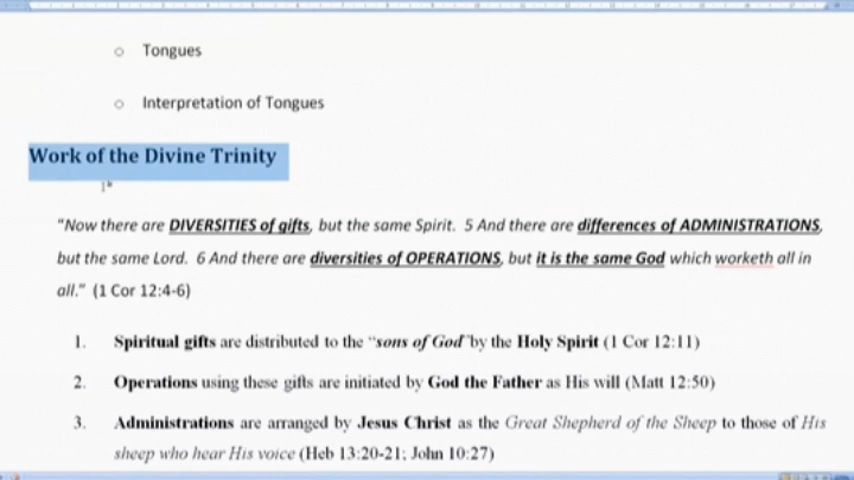 Tongues
Interpretation of Tongues
Work of the Divine Trinity
“Now there are DIVERSITIES of gifts, but the same Spirit. 5 And there are differences of ADMINISTRATIONS,
but the same Lord. 6 And there are diversities of OPERATIONS, but it is the same God which worketh all in
all.” (1 Cor 12:4-6)
1. Spiritual gifts are distributed to the “sons of God”by the Holy Spirit (1 Cor 12:11)
2. Operations using these gifts are initiated by God the Father as His will (Matt 12:50)
3. Administrations are arranged by Jesus Christ as the Great Shepherd of the Sheep to those of His
sheep who hear His voice (Heb 13:20-21; John 10:27)